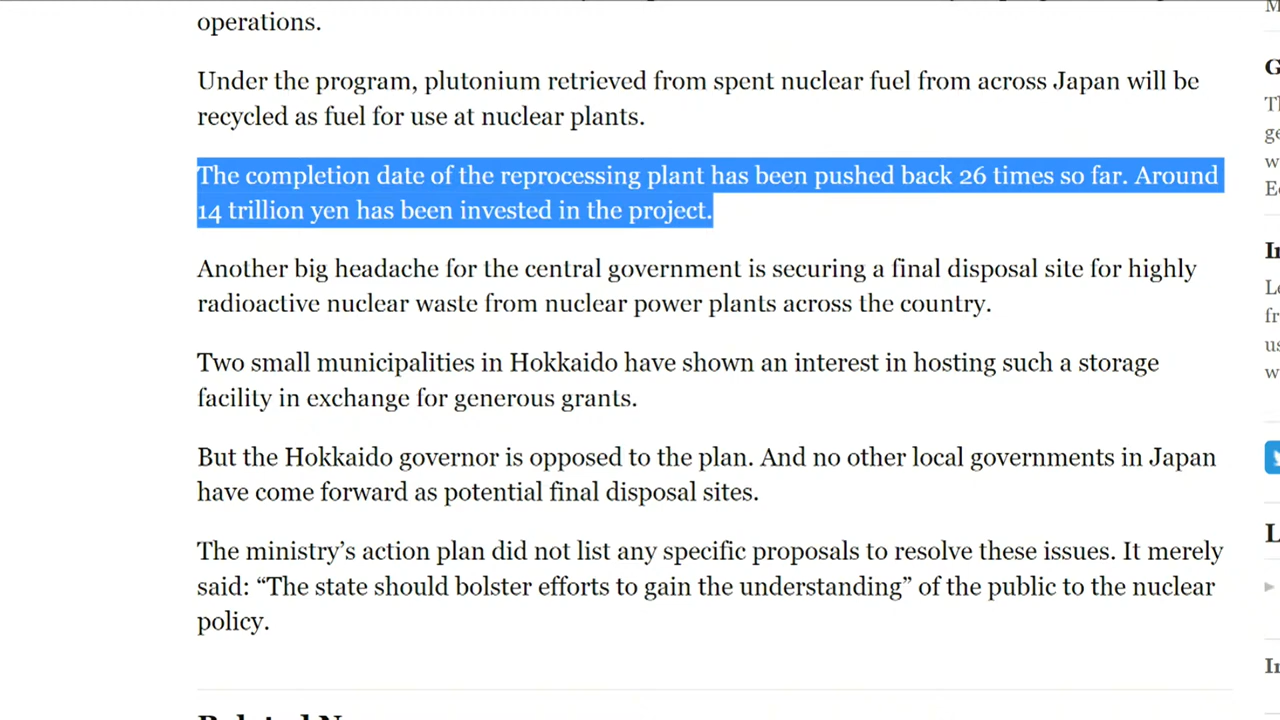 operations.
Under the program, plutonium retrieved from spent nuclear fuel from across Japan will be
recycled as fuel for use at nuclear plants.
The completion date of the reprocessing plant has been pushed back 26 times so far. Around
14 trillion yen has been invested in the project.
Another big headache for the central government is securing a final disposal site for highly
radioactive nuclear waste from nuclear power plants across the country.
Two small municipalities in Hokkaido have shown an interest in hosting such a storage
facility in exchange for generous grants.
But the Hokkaido governor is opposed to the plan. And no other local governments in Japan
have come forward as potential final disposal sites.
The ministry’s action plan did not list any specific proposals to resolve these issues. It merely
said: “The state should bolster efforts to gain the understanding” of the public to the nuclear
policy.